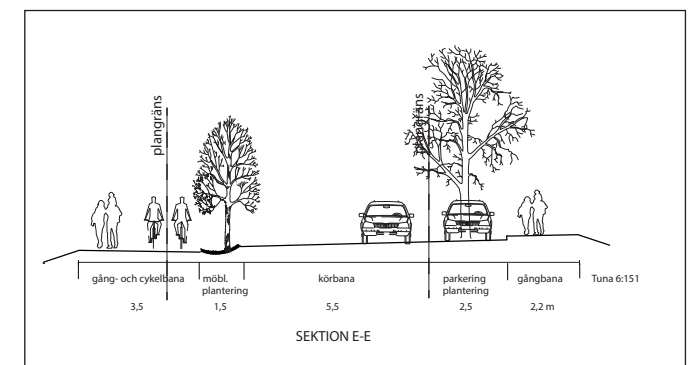 plangräns
plangräns
gång- och cykelbana
möbl.
plantering
körbana
parkering
plantering
gångbana
Tuna 6:151
3,5
1,5
5,5
2,5
2,2 m
SEKTION E-E